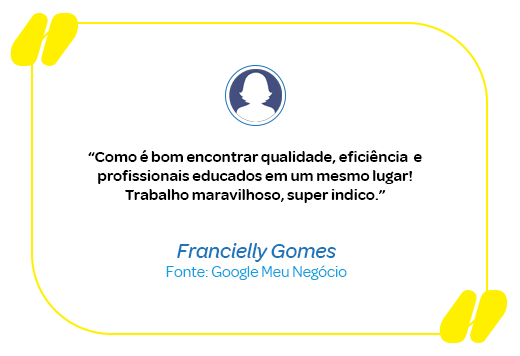 “Como é bom encontrar qualidade, eficiência e
profissionais educados em um mesmo lugar!
Trabalho maravilhoso, super indico.”
Francielly Gomes
Fonte: Google Meu Negócio